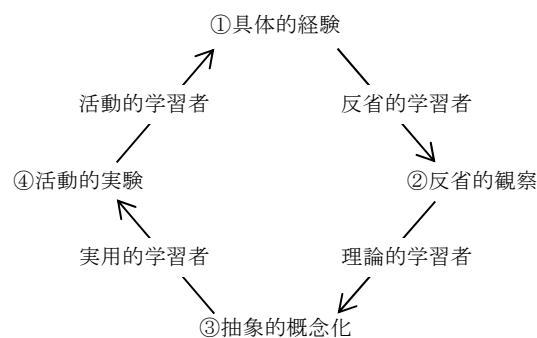 ①具体的経験
活動的学習者 反省的学習者
④活動的実験 ②反省的観察
実用的学習者 理論的学習者
③抽象的概念化